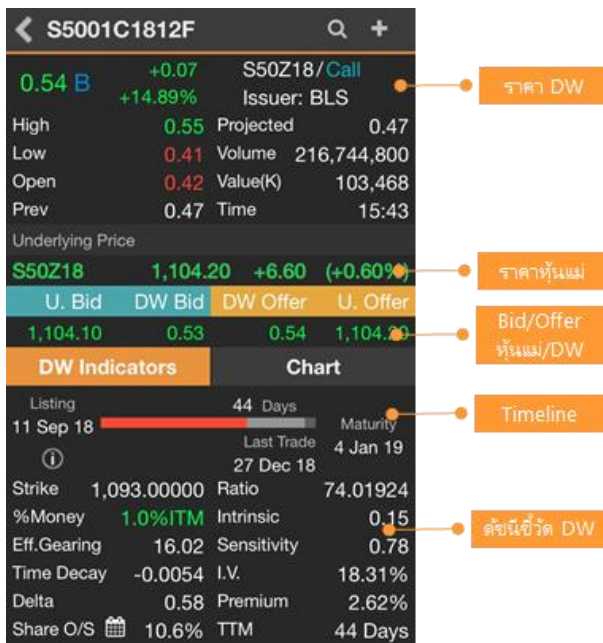 S5001C1812F
0.54 B +0.07 S50Z18/Call
+14.89% Issuer: BLS
ราคา DW
High 0.55 Projected 0.47
Low 0.41 Volume 216,744,800
Open 0.42 Value(K) 103,468
Prev 0.47 Time 15:43
Underlying Price
S50Z18 1,104.20 +6.60 (+0.60%)
ราคาหุ้นแม่
U. Bid DW Bid DW Offer U. Offer
1,104.10 0.53 0.54 1,104.20
Bid/Offer
หุ้นแม่/DW
DW Indicators Chart
Listing 44 Days
11 Sep 18 Maturity
Last Trade 4 Jan 19
27 Dec 18
Timeline
Strike 1,093.00000 Ratio 74.01924
%Money 1.0%ITM Intrinsic 0.15
ดัชนีชี้วัด DW
Eff.Gearing 16.02 Sensitivity 0.78
Time Decay -0.0054 I.V. 18.31%
Delta 0.58 Premium 2.62%
Share O/S 10.6% TTM 44 Days